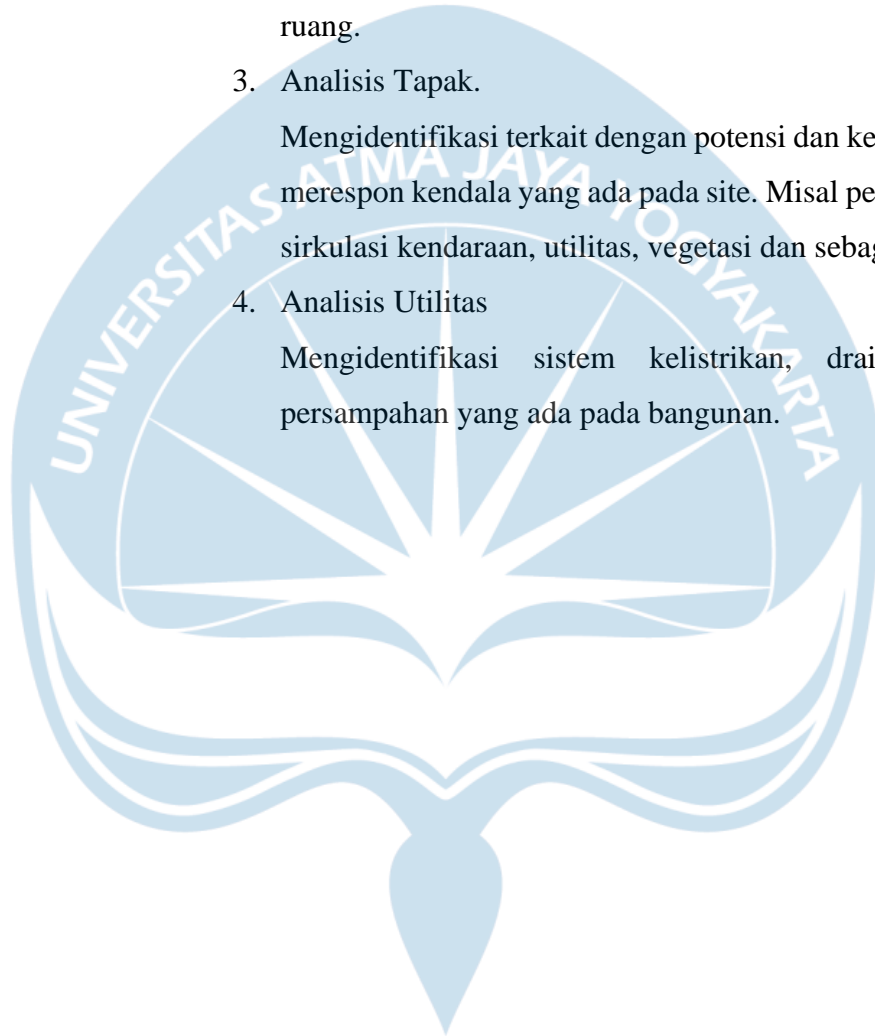 ruang.
3. Analisis Tapak.
Mengidentifikasi terkait dengan potensi dan
merespon kendala yang ada pada site. Misal
sirkulasi kendaraan, utilitas, vegetasi dan
4. Analisis Utilitas
Mengidentifikasi sistem kelistrikan,
persampahan yang ada pada bangunan.
UNIVERSITAS ATMA JAYA YOGYAKARTA